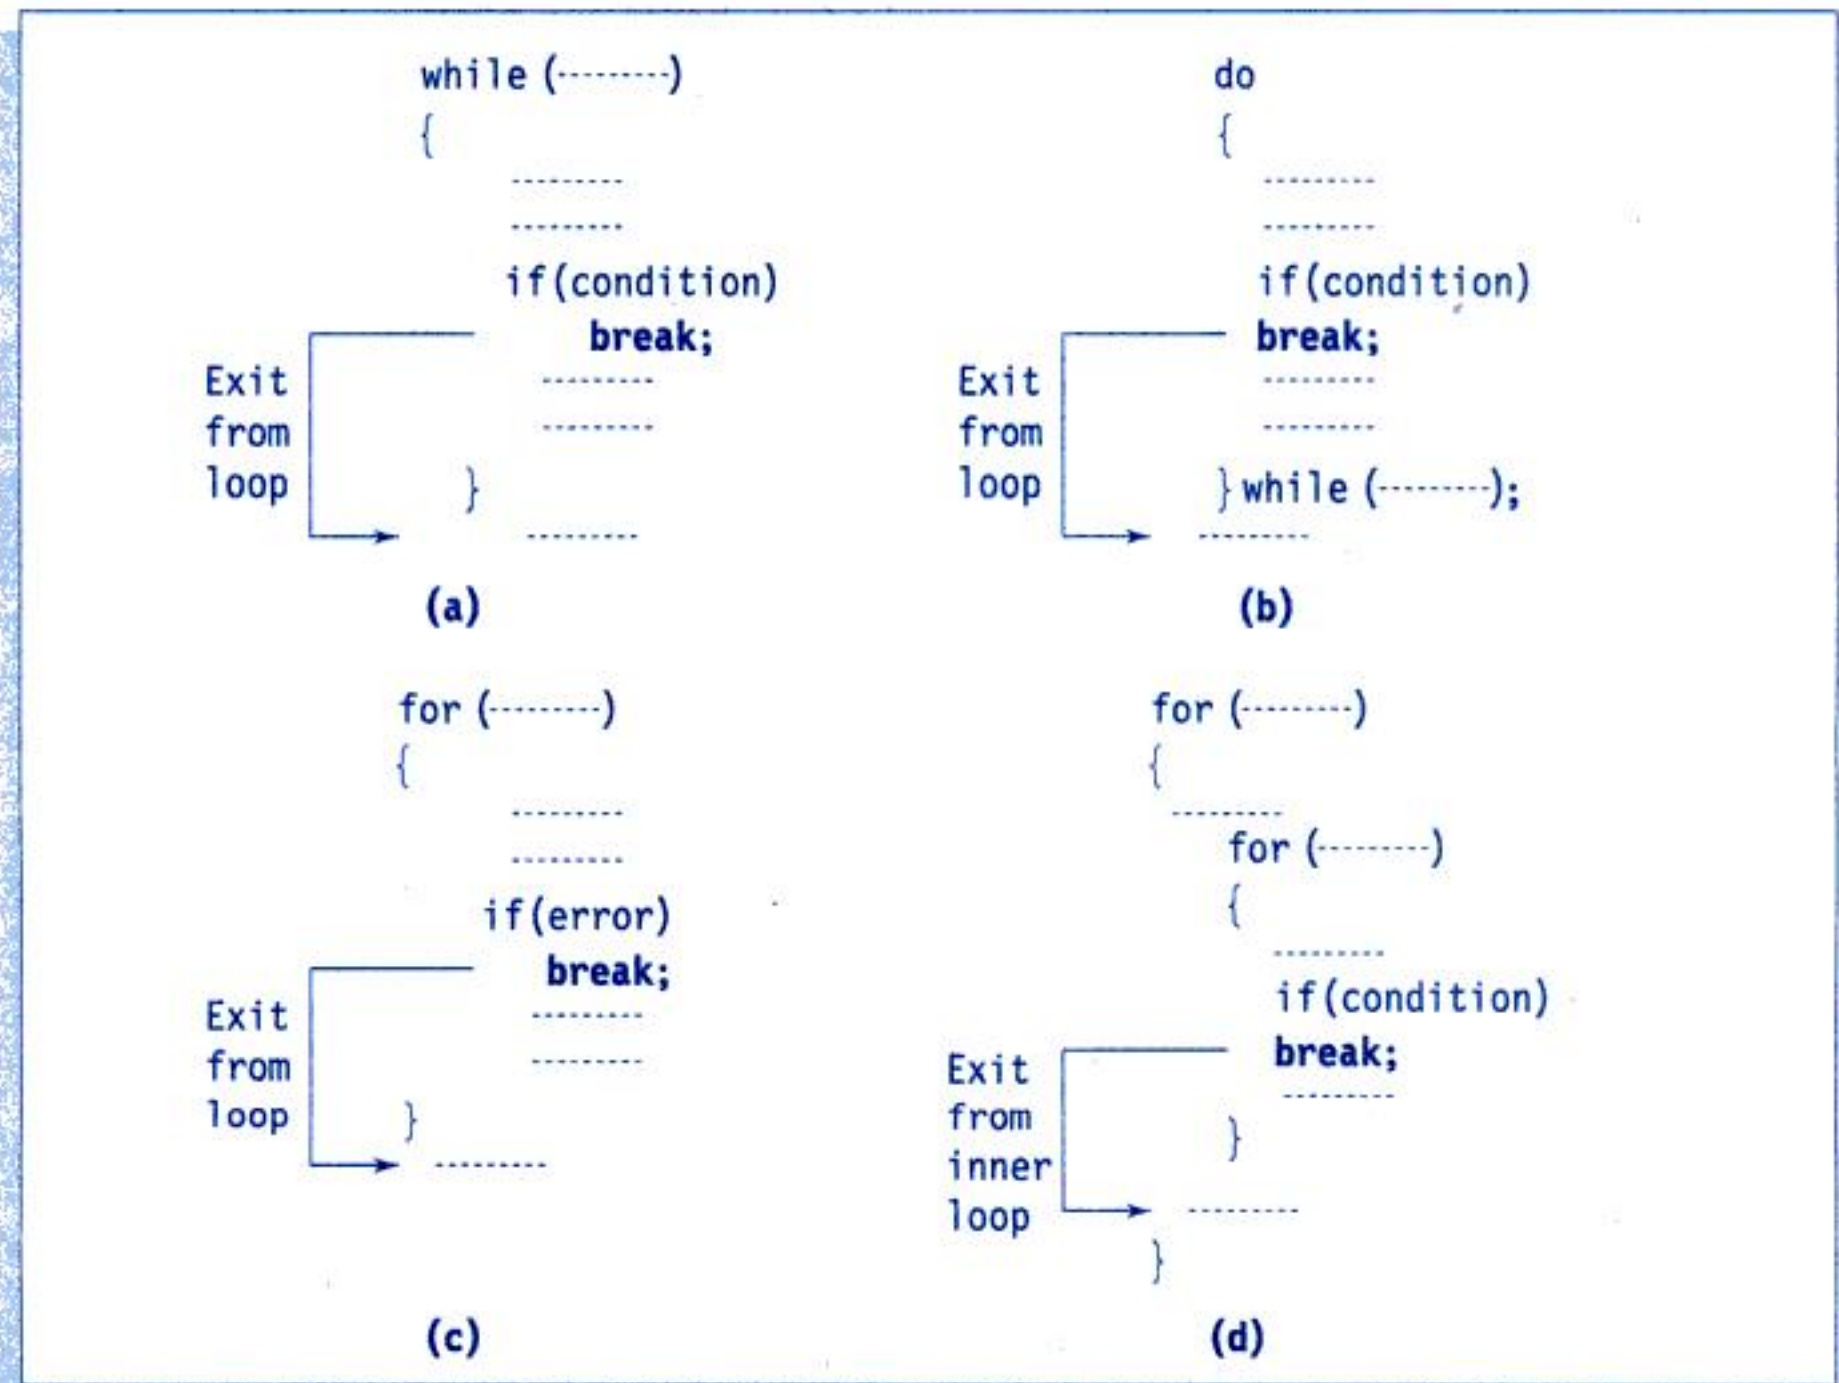 while (---------)
{
---------
---------
if(condition)
break;
Exit
---------
from
---------
loop
}
---------
(a)
do
{
---------
---------
if(condition)
break;
Exit
---------
from
---------
loop
} while (---------);
---------
(b)
for (---------)
{
---------
---------
if(error)
break;
Exit
---------
from
---------
loop
}
---------
(c)
for (---------)
{
---------
for (---------)
{
---------
if(condition)
break;
Exit
---------
from
}
inner
loop
---------
}
(d)